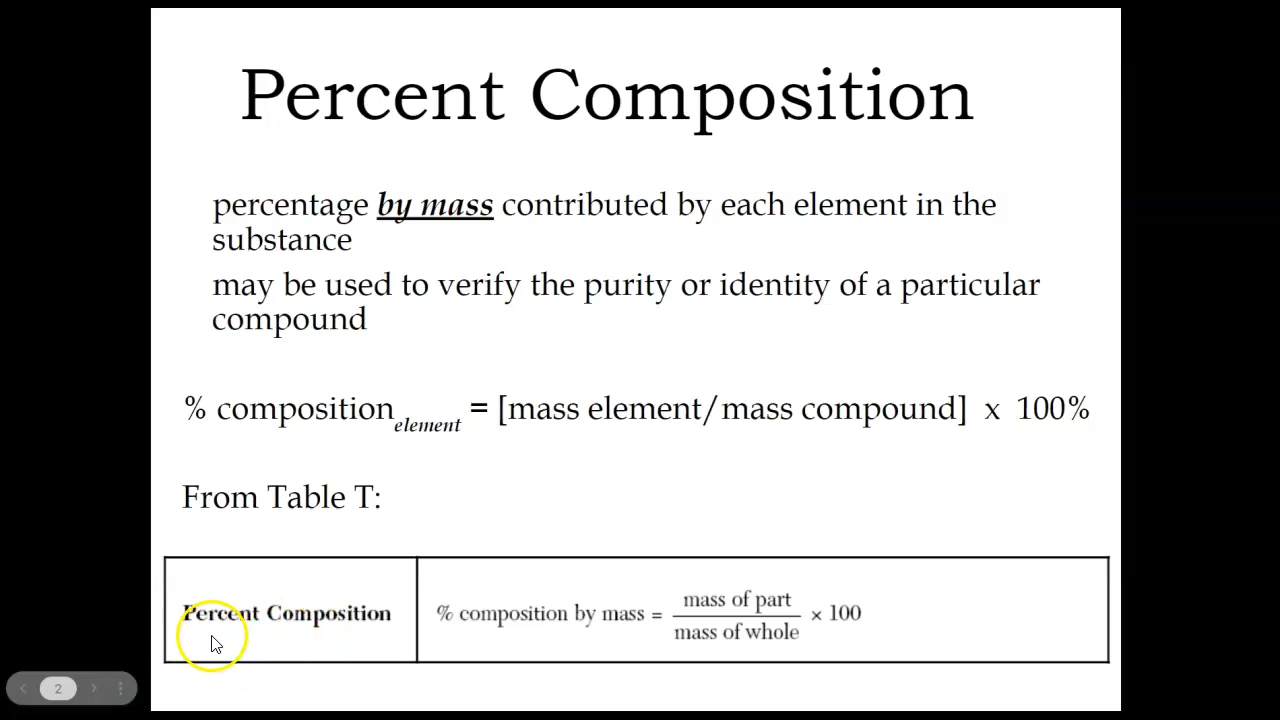 Percent Composition
percentage by mass contributed by each element in the
substance
may be used to verify the purity or identity of a particular
compound
% composition element = [mass element/mass compound] x 100%
From Table T:
Percent Composition
% composition by mass = mass of part / mass of whole × 100
2